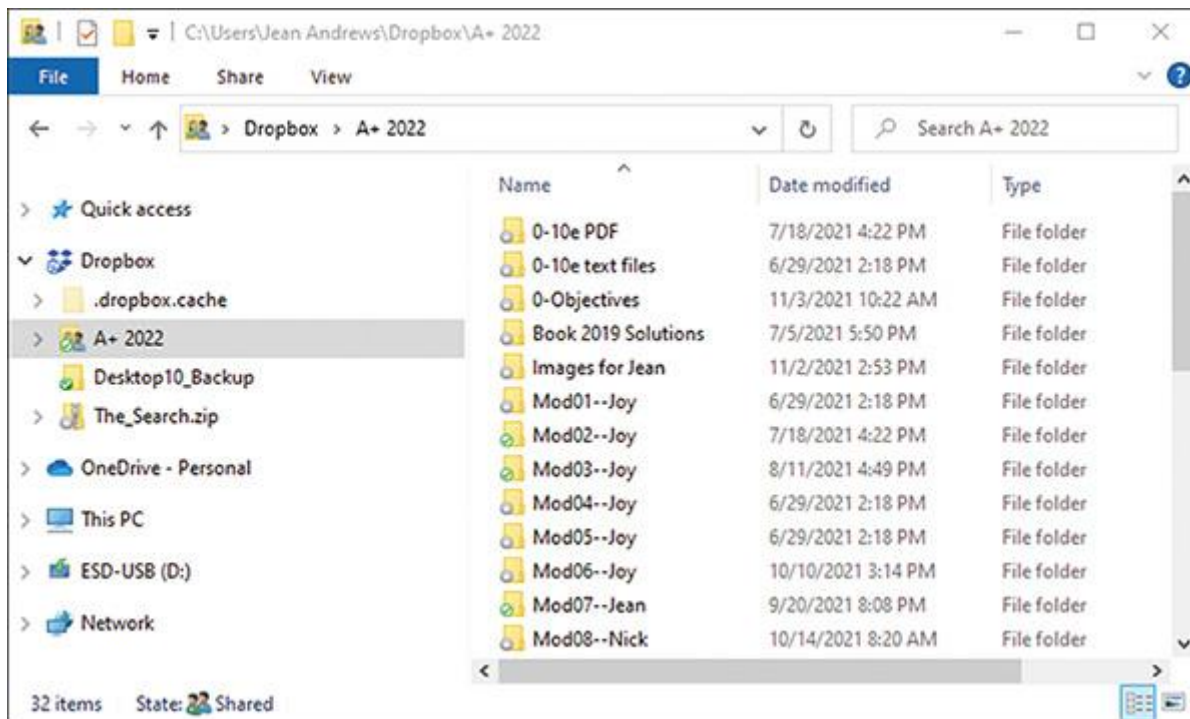 C:\Users\Jean Andrews\Dropbox\A+ 2022
File Home Share View
Dropbox > A+ 2022
Search A+ 2022
Quick access
Dropbox
.dropbox.cache
A+ 2022
Desktop10_Backup
The_Search.zip
OneDrive - Personal
This PC
ESD-USB (D:)
Network
Name Date modified Type
0-10e PDF 7/18/2021 4:22 PM File folder
0-10e text files 6/29/2021 2:18 PM File folder
0-Objectives 11/3/2021 10:22 AM File folder
Book 2019 Solutions 7/5/2021 5:50 PM File folder
Images for Jean 11/2/2021 2:53 PM File folder
Mod01--Joy 6/29/2021 2:18 PM File folder
Mod02--Joy 7/18/2021 4:22 PM File folder
Mod03--Joy 8/11/2021 4:49 PM File folder
Mod04--Joy 6/29/2021 2:18 PM File folder
Mod05--Joy 6/29/2021 2:18 PM File folder
Mod06--Joy 10/10/2021 3:14 PM File folder
Mod07--Jean 9/20/2021 8:08 PM File folder
Mod08--Nick 10/14/2021 8:20 AM File folder
32 items State: Shared